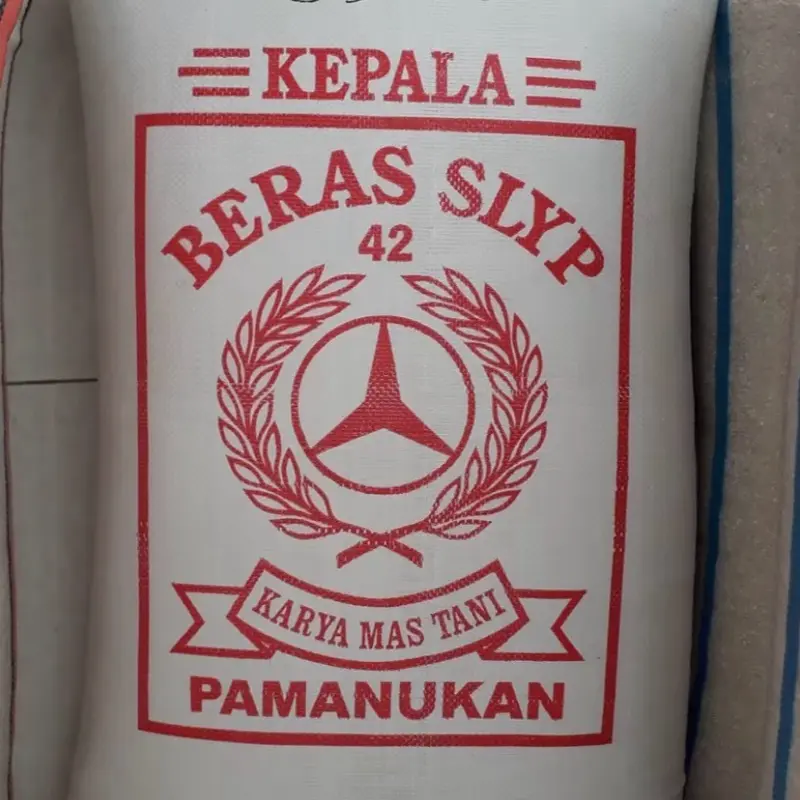 KEPALA
BERAS SLYP
42
KARYA MAS TANI
PAMANUKAN